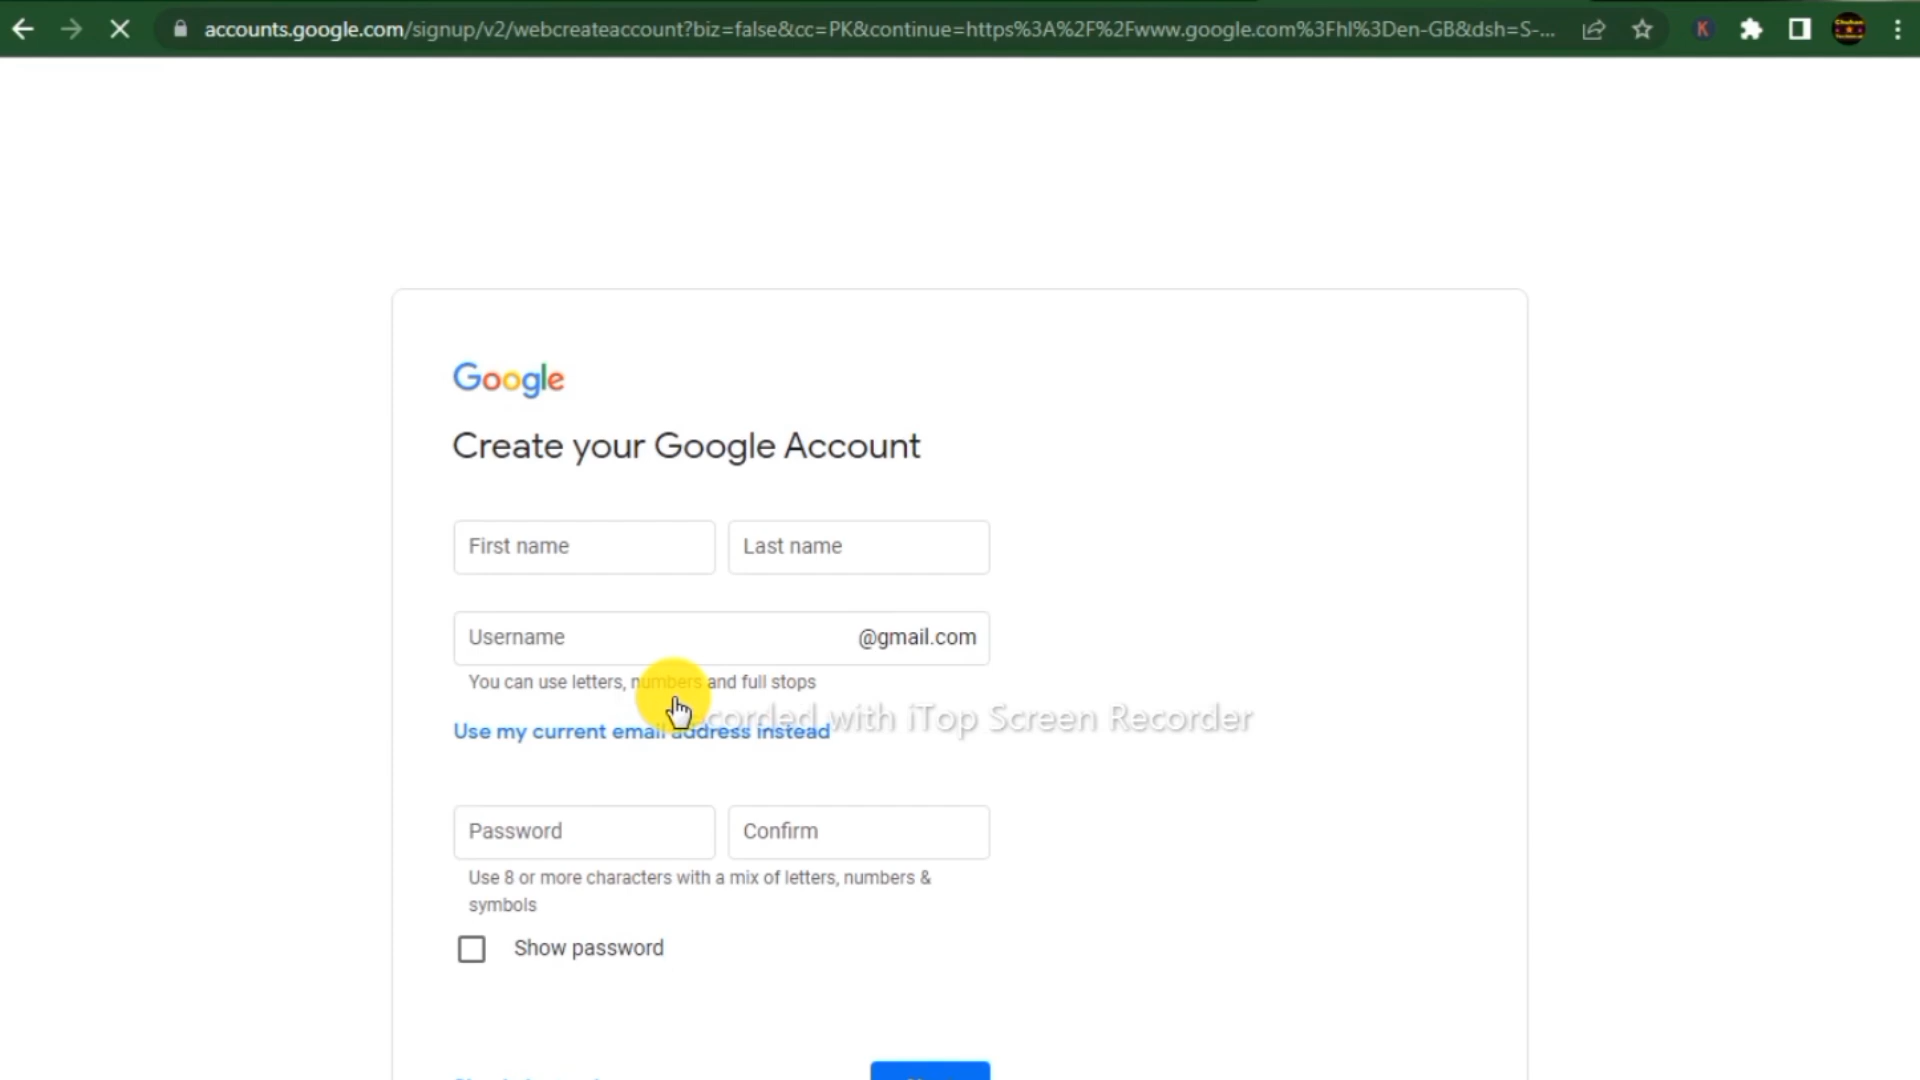 accounts.google.com/signup/v2/webcreateaccount?biz=false&cc=PK&continue=https%3A%2F%2Fwww.google.com%3Fhl%3Den-GB&dsh=S-...
K
Google
Create your Google Account
First name
Last name
Username
@gmail.com
You can use letters, numbers and full stops
corded with iTop Screen Recorder
Use my current email address instead
Password
Confirm
Use 8 or more characters with a mix of letters, numbers &
symbols
Show password